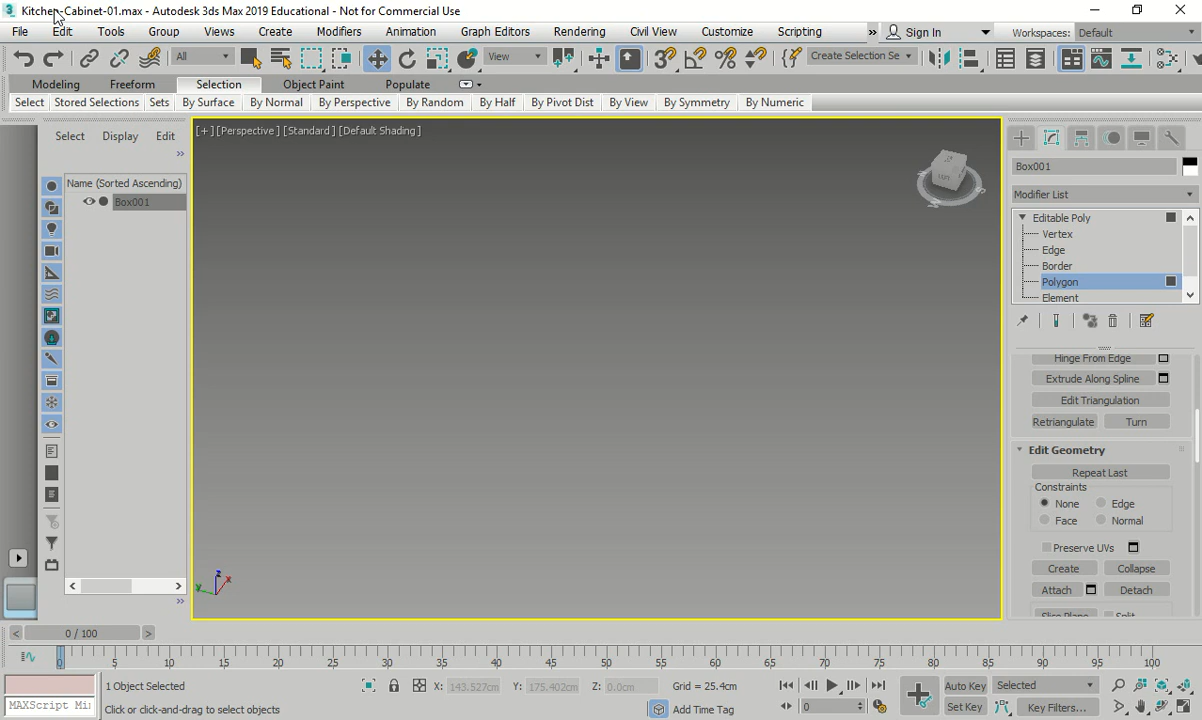 Kitchen-Cabinet-01.max - Autodesk 3ds Max 2019 Educational - Not for Commercial Use
File Edit Tools Group Views Create Modifiers Animation Graph Editors Rendering Civil View Customize Scripting » Sign In Workspaces: Default
All View Create Selection Se
Modeling Freeform Selection Object Paint Populate
Select Stored Selections Sets By Surface By Normal By Perspective By Random By Half By Pivot Dist By View By Symmetry By Numeric
Select Display Edit
»
Name (Sorted Ascending)
Box001
[+] [Perspective] [Standard] [Default Shading]
Box001
Modifier List
Editable Poly
Vertex
Edge
Border
Polygon
Element
Hinge From Edge
Extrude Along Spline
Edit Triangulation
Retriangulate Turn
Edit Geometry
Repeat Last
Constraints
None Edge
Face Normal
Preserve UVs
Create Collapse
Attach Detach
Slice Plane Split
»
z
y x
< 0 / 100 >
0 5 10 15 20 25 30 35 40 45 50 55 60 65 70 75 80 85 90 95 100
1 Object Selected X: 143.527cm Y: 175.402cm Z: 0.0cm Grid = 25.4cm Auto Key Selected
MAXScript Mi Click or click-and-drag to select objects Add Time Tag 0 Set Key Key Filters...